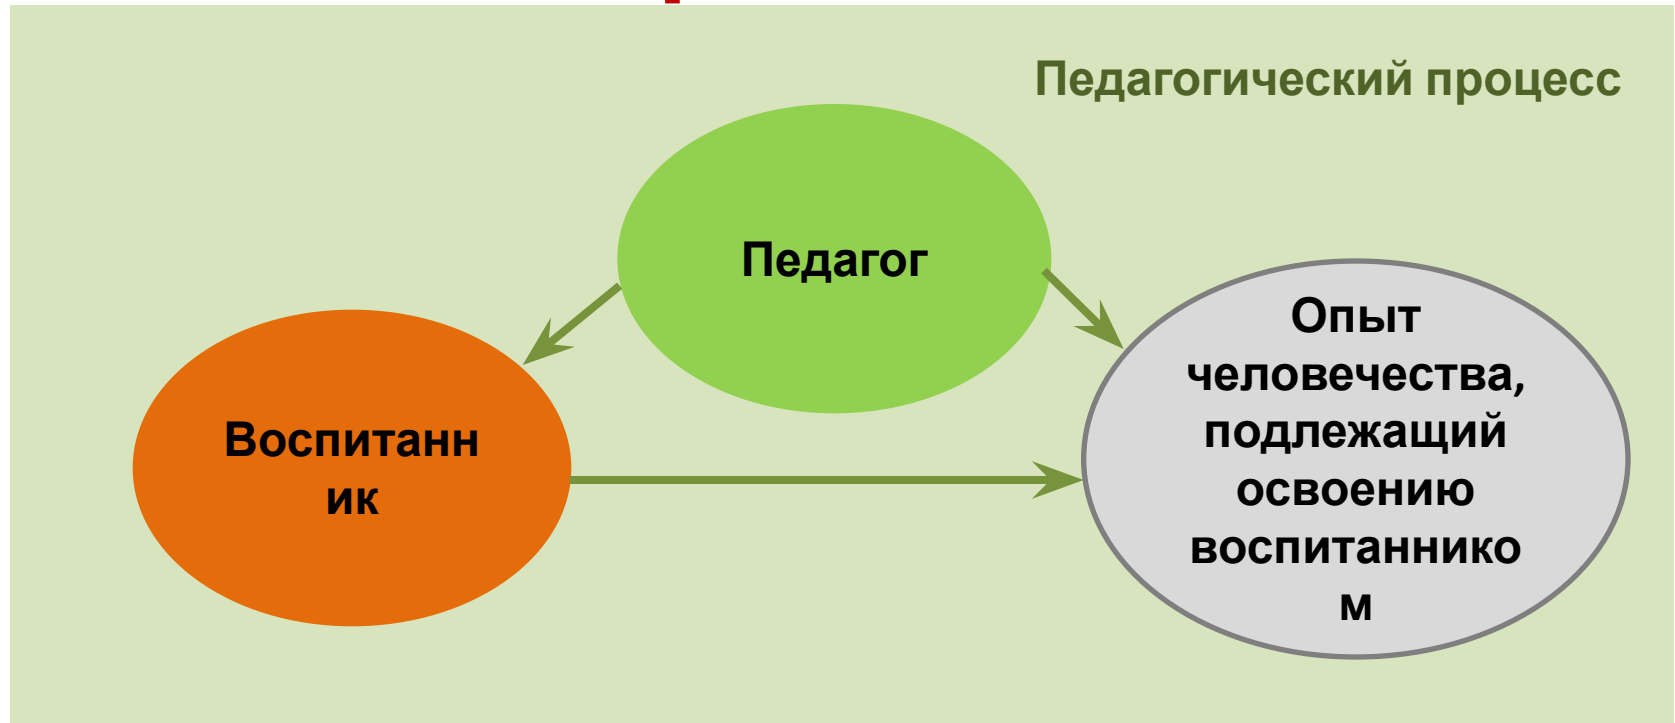 Педагогический процесс
Педагог
Воспитанн
ик
Опыт
человечества,
подлежащий
освоению
воспитаннико
м